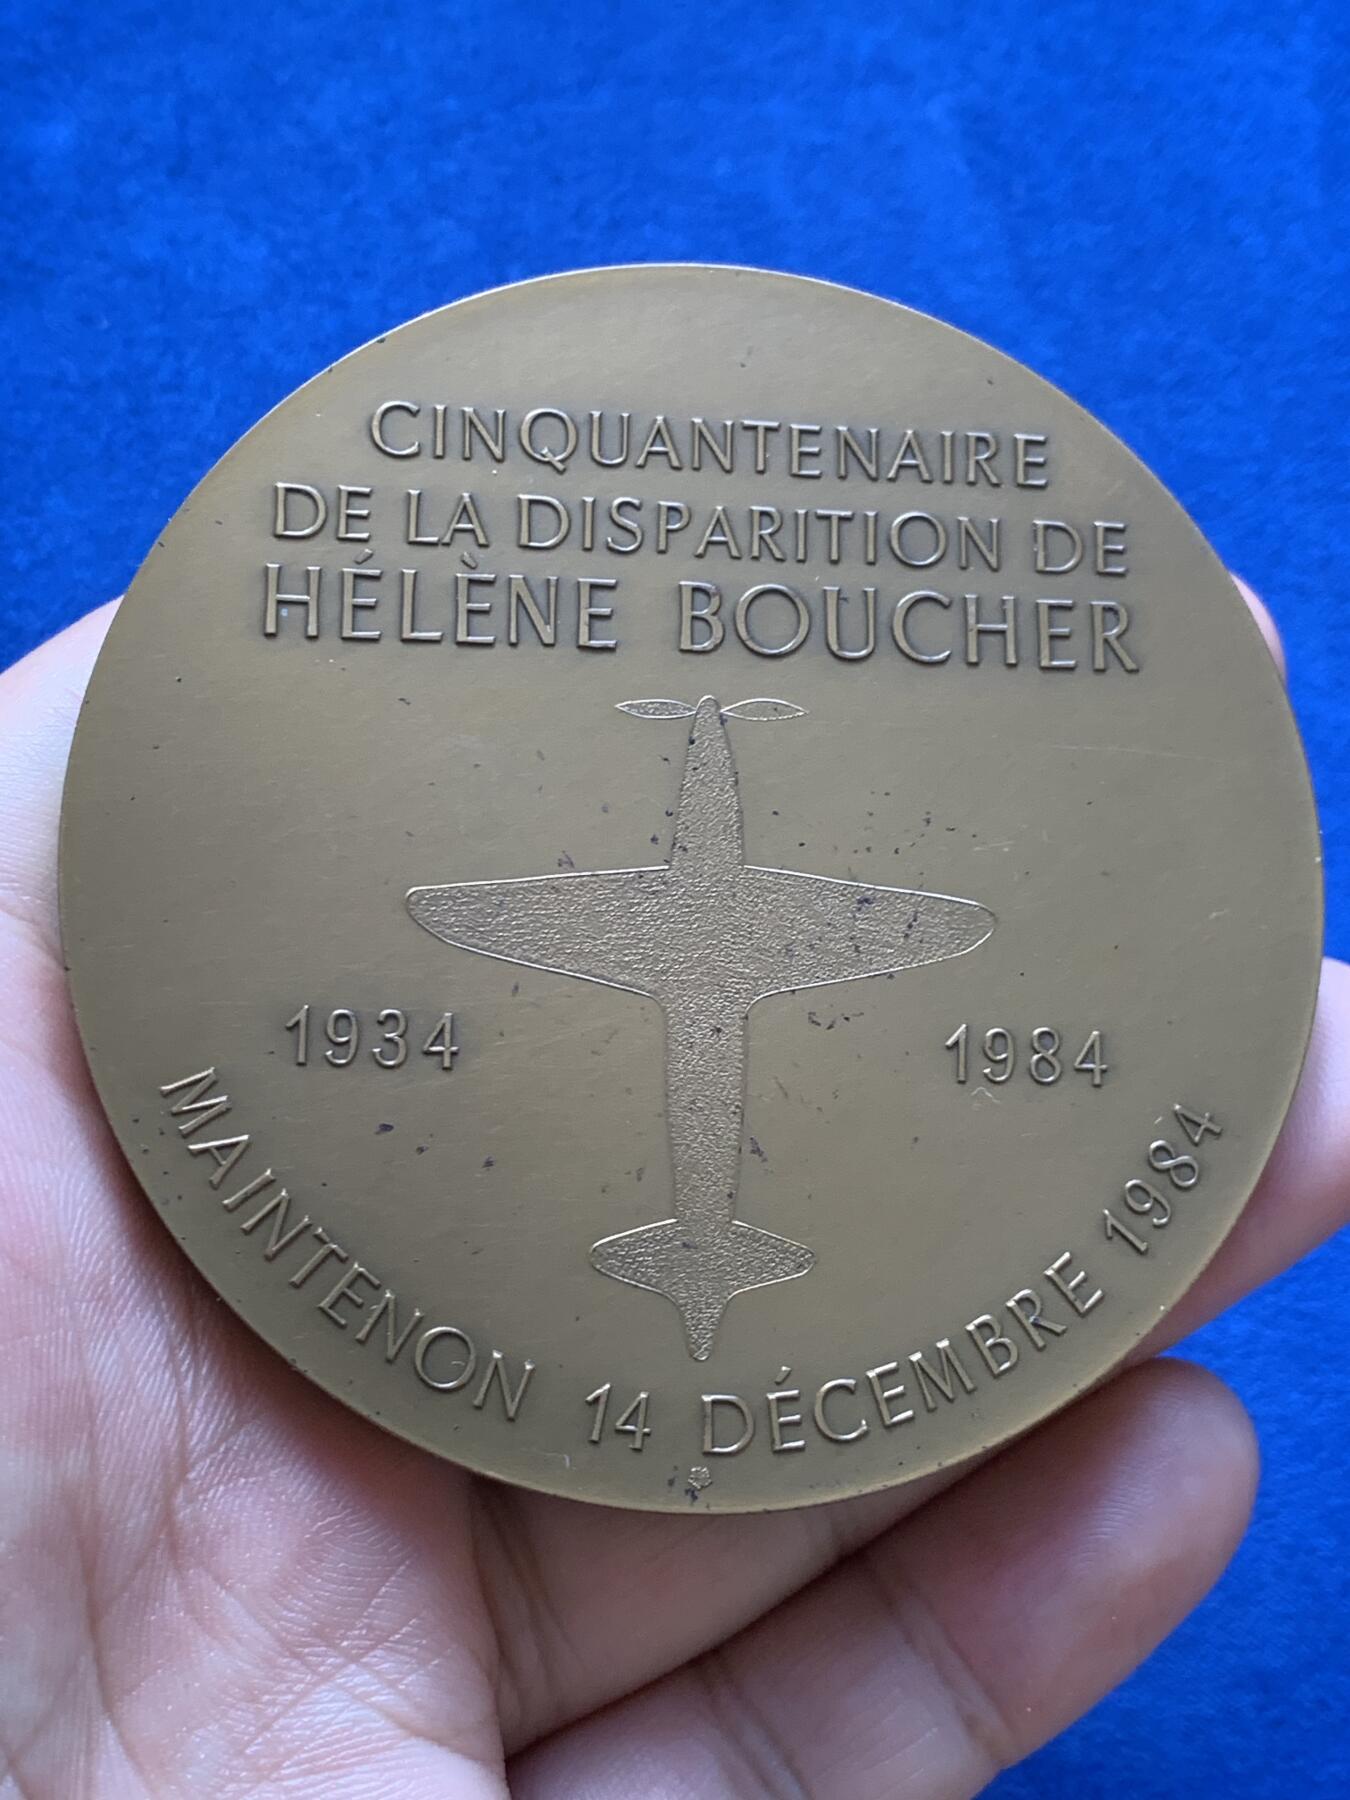 CINQUANTENAIRE
DE LA DISPARITION DE
HÉLÈNE BOUCHER
1934 1984
MAINTENON 14 DÉCEMBRE 1984